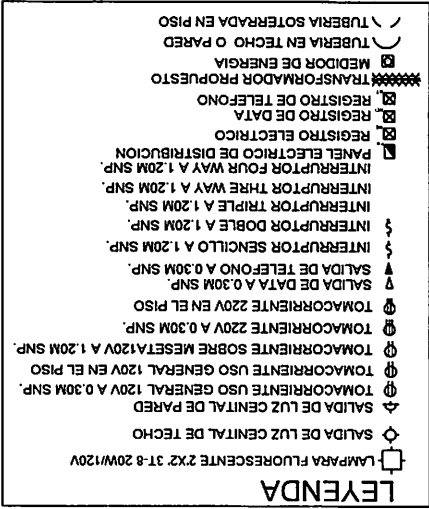 LEYENDA
LAMPARA FLUORESCENTE 2'X2' 3T-8 20W/120V
SALIDA DE LUZ CENITAL DE TECHO
SALIDA DE LUZ CENITAL DE PARED
TOMACORRIENTE USO GENERAL 120V A 0.30M SNP.
TOMACORRIENTE USO GENERAL 120V EN EL PISO
TOMACORRIENTE SOBRE MESETA120V A 1.20M SNP.
TOMACORRIENTE 220V A 0.30M SNP.
TOMACORRIENTE 220V EN EL PISO
SALIDA DE DATA A 0.30M SNP.
SALIDA DE TELEFONO A 0.30M SNP.
INTERRUPTOR SENCILLO A 1.20M SNP.
INTERRUPTOR DOBLE A 1.20M SNP.
INTERRUPTOR TRIPLE A 1.20M SNP.
INTERRUPTOR THRE WAY A 1.20M SNP.
INTERRUPTOR FOUR WAY A 1.20M SNP.
PANEL ELECTRICO DE DISTRIBUCION
REGISTRO ELECTRICO
REGISTRO DE DATA
REGISTRO DE TELEFONO
TRANSFORMADOR PROPUESTO
MEDIDOR DE ENERGIA
TUBERIA EN TECHO O PARED
TUBERIA SOTERRADA EN PISO